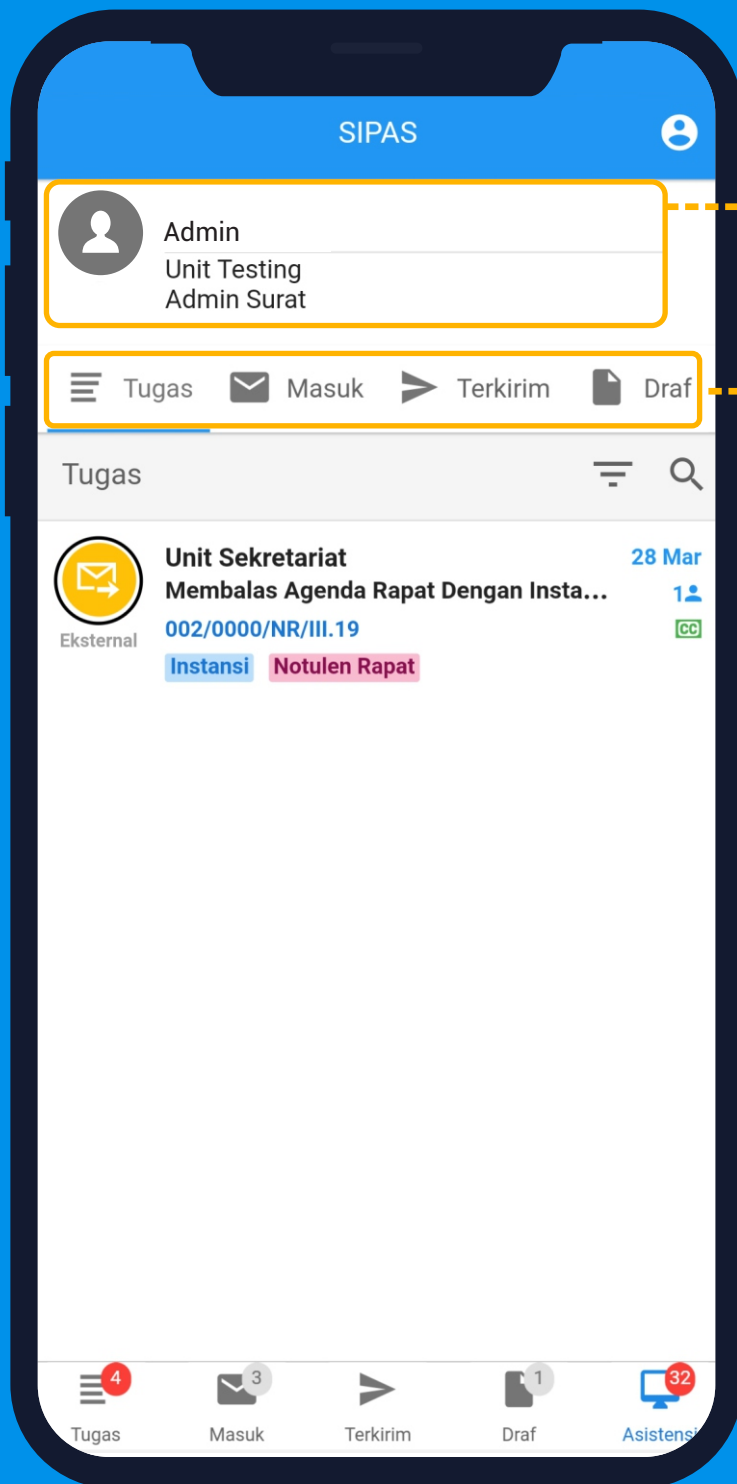 SIPAS
Admin
Unit Testing
Admin Surat
Tugas Masuk Terkirim Draf
Tugas
Unit Sekretariat 28 Mar
Membalas Agenda Rapat Dengan Insta... 1
Eksternal 002/0000/NR/III.19 CC
Instansi Notulen Rapat
4 3 1 32
Tugas Masuk Terkirim Draf Asistensi